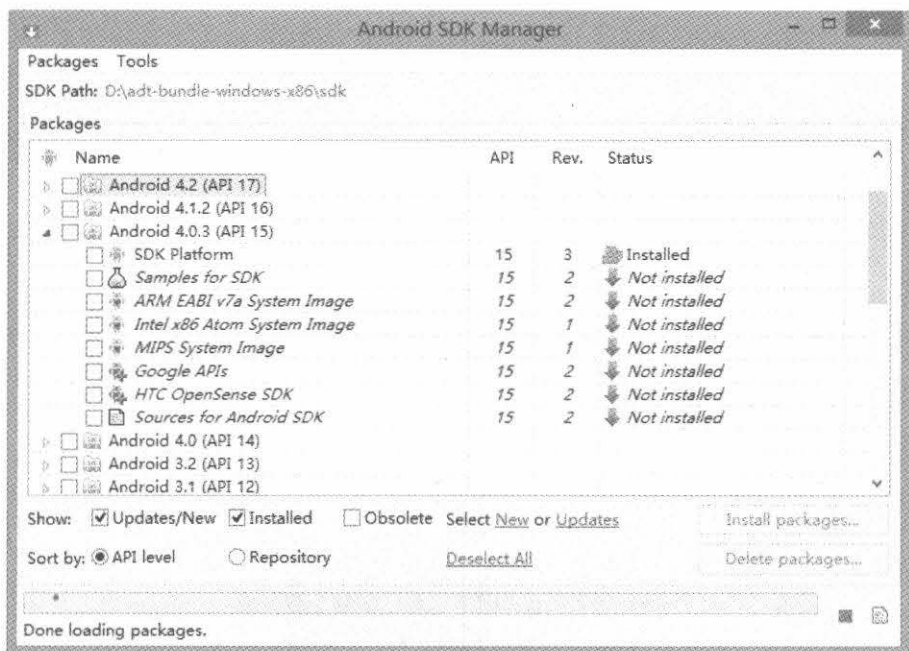 Android SDK Manager
Packages Tools
SDK Path: D:\adt-bundle-windows-x86\sdk
Packages
Name API Rev. Status
Android 4.2 (API 17)
Android 4.1.2 (API 16)
Android 4.0.3 (API 15)
SDK Platform 15 3 Installed
Samples for SDK 15 2 Not installed
ARM EABI v7a System Image 15 2 Not installed
Intel x86 Atom System Image 15 1 Not installed
MIPS System Image 15 1 Not installed
Google APIs 15 2 Not installed
HTC OpenSense SDK 15 2 Not installed
Sources for Android SDK 15 2 Not installed
Android 4.0 (API 14)
Android 3.2 (API 13)
Android 3.1 (API 12)
Show: Updates/New Installed Obsolete Select New or Updates Install packages...
Sort by: API level Repository Deselect All Delete packages...
Done loading packages.